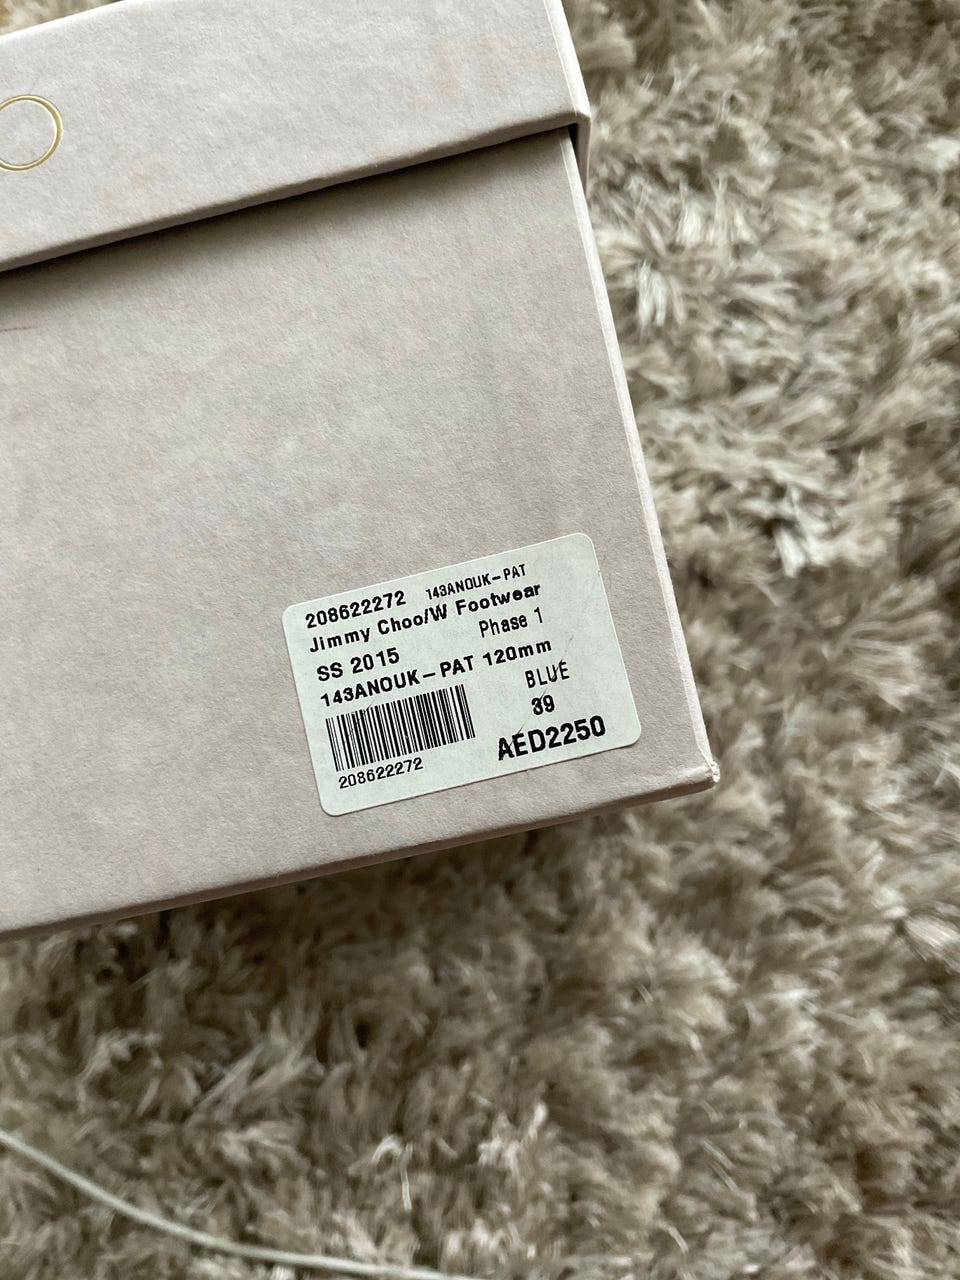 O
208622272 143ANOUK-PAT
Jimmy Choo/W Footwear
SS 2015 Phase 1
143ANOUK-PAT 120mm
BLUE
39
AED2250
208622272